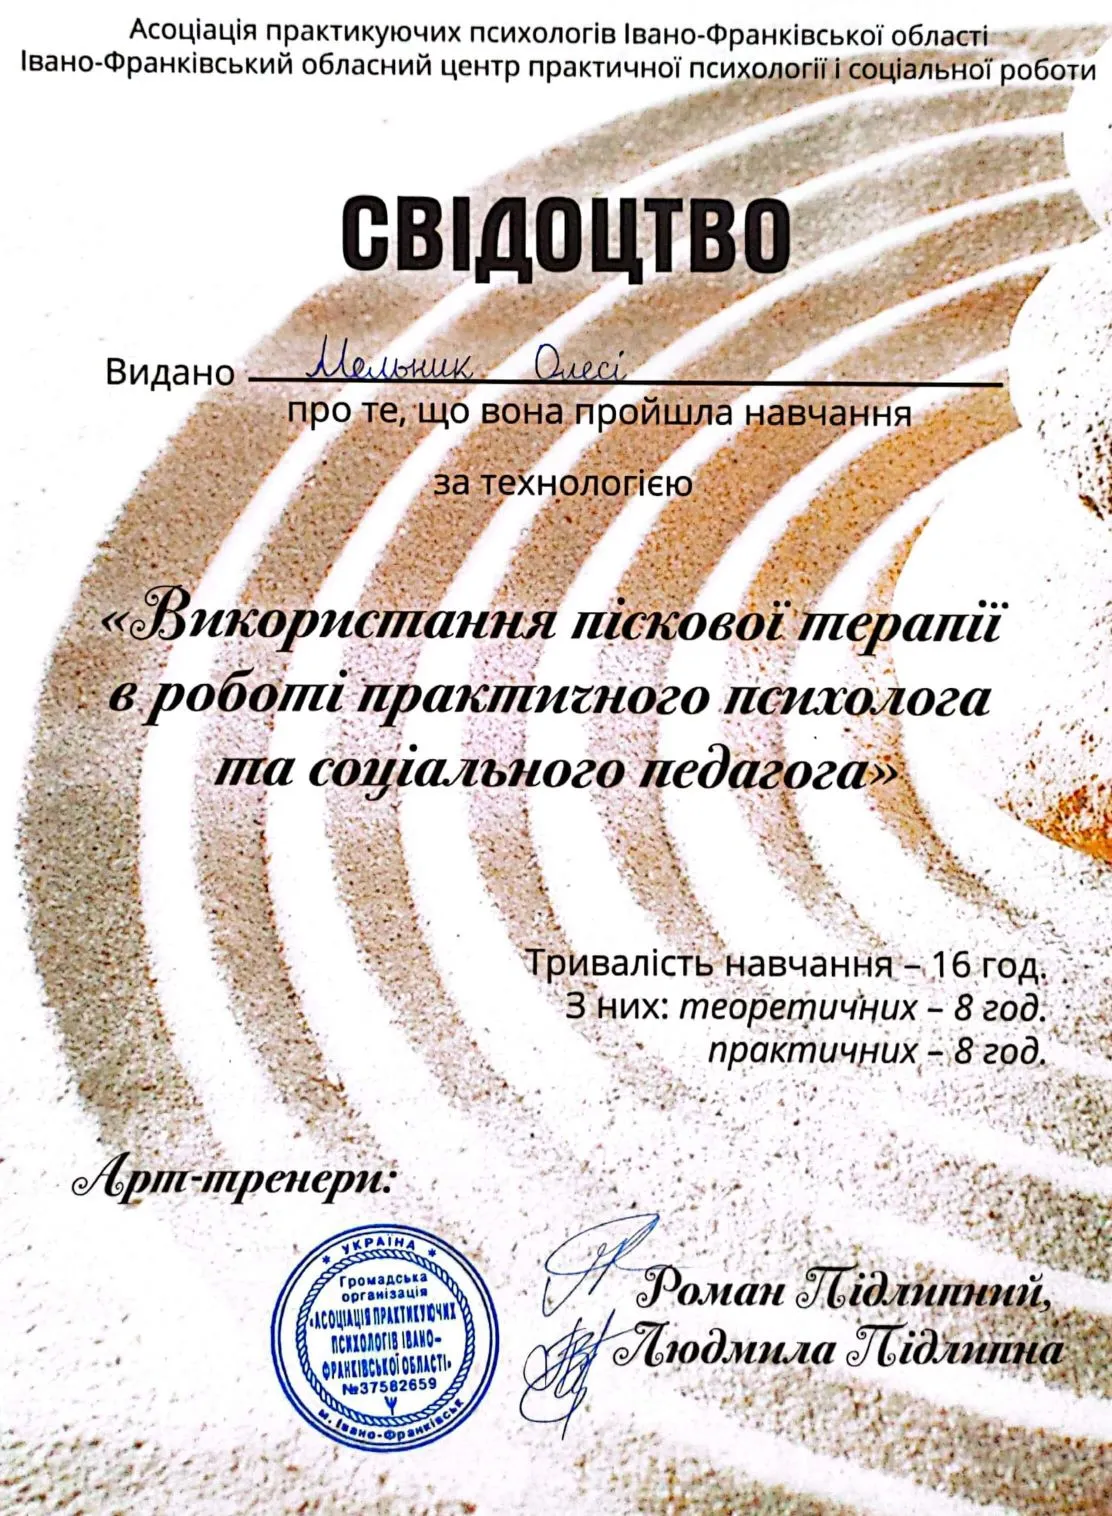 Асоціація практикуючих психологів Івано-Франківської області
Івано-Франківський обласний центр практичної психології і соціальної роботи
СВІДОЦТВО
Видано Мельник Олесі
про те, що вона пройшла навчання
за технологією
«Використання піскової терапії
в роботі практичного психолога
та соціального педагога»
Тривалість навчання – 16 год.
З них: теоретичних – 8 год.
практичних – 8 год.
Арт-тренери:
* УКРАЇНА *
Громадська
організація
«АСОЦІАЦІЯ ПРАКТИКУЮЧИХ
ПСИХОЛОГІВ ІВАНО-
ФРАНКІВСЬКОЇ ОБЛАСТІ»
№37582659
м. Івано-Франківськ
Роман Підлипний,
Людмила Підлипна